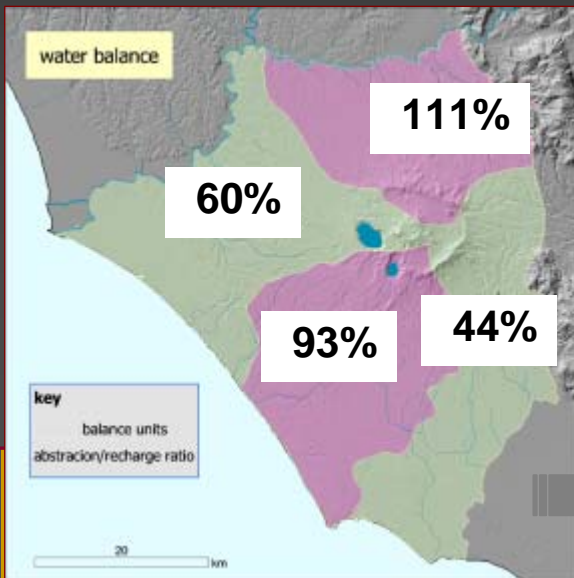 water balance
111%
60%
93%
44%
key
balance units
abstracion/recharge ratio
20
km